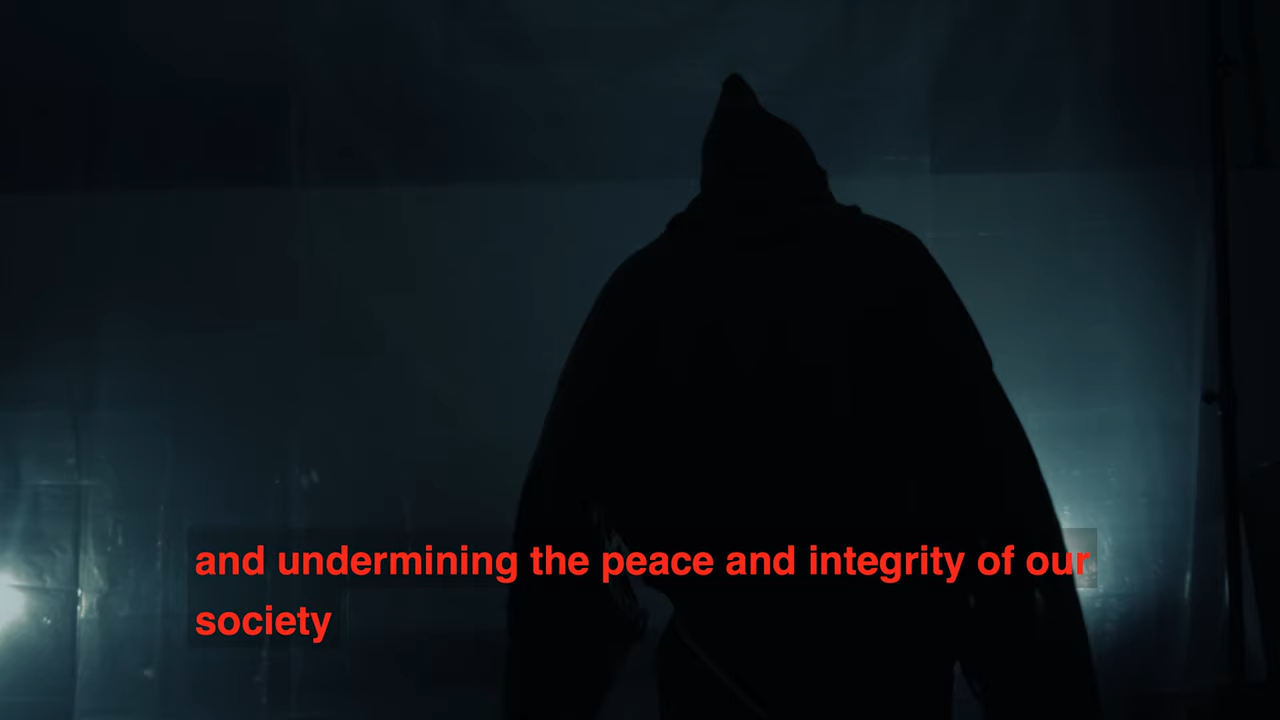 and undermining the peace and integrity of our
society